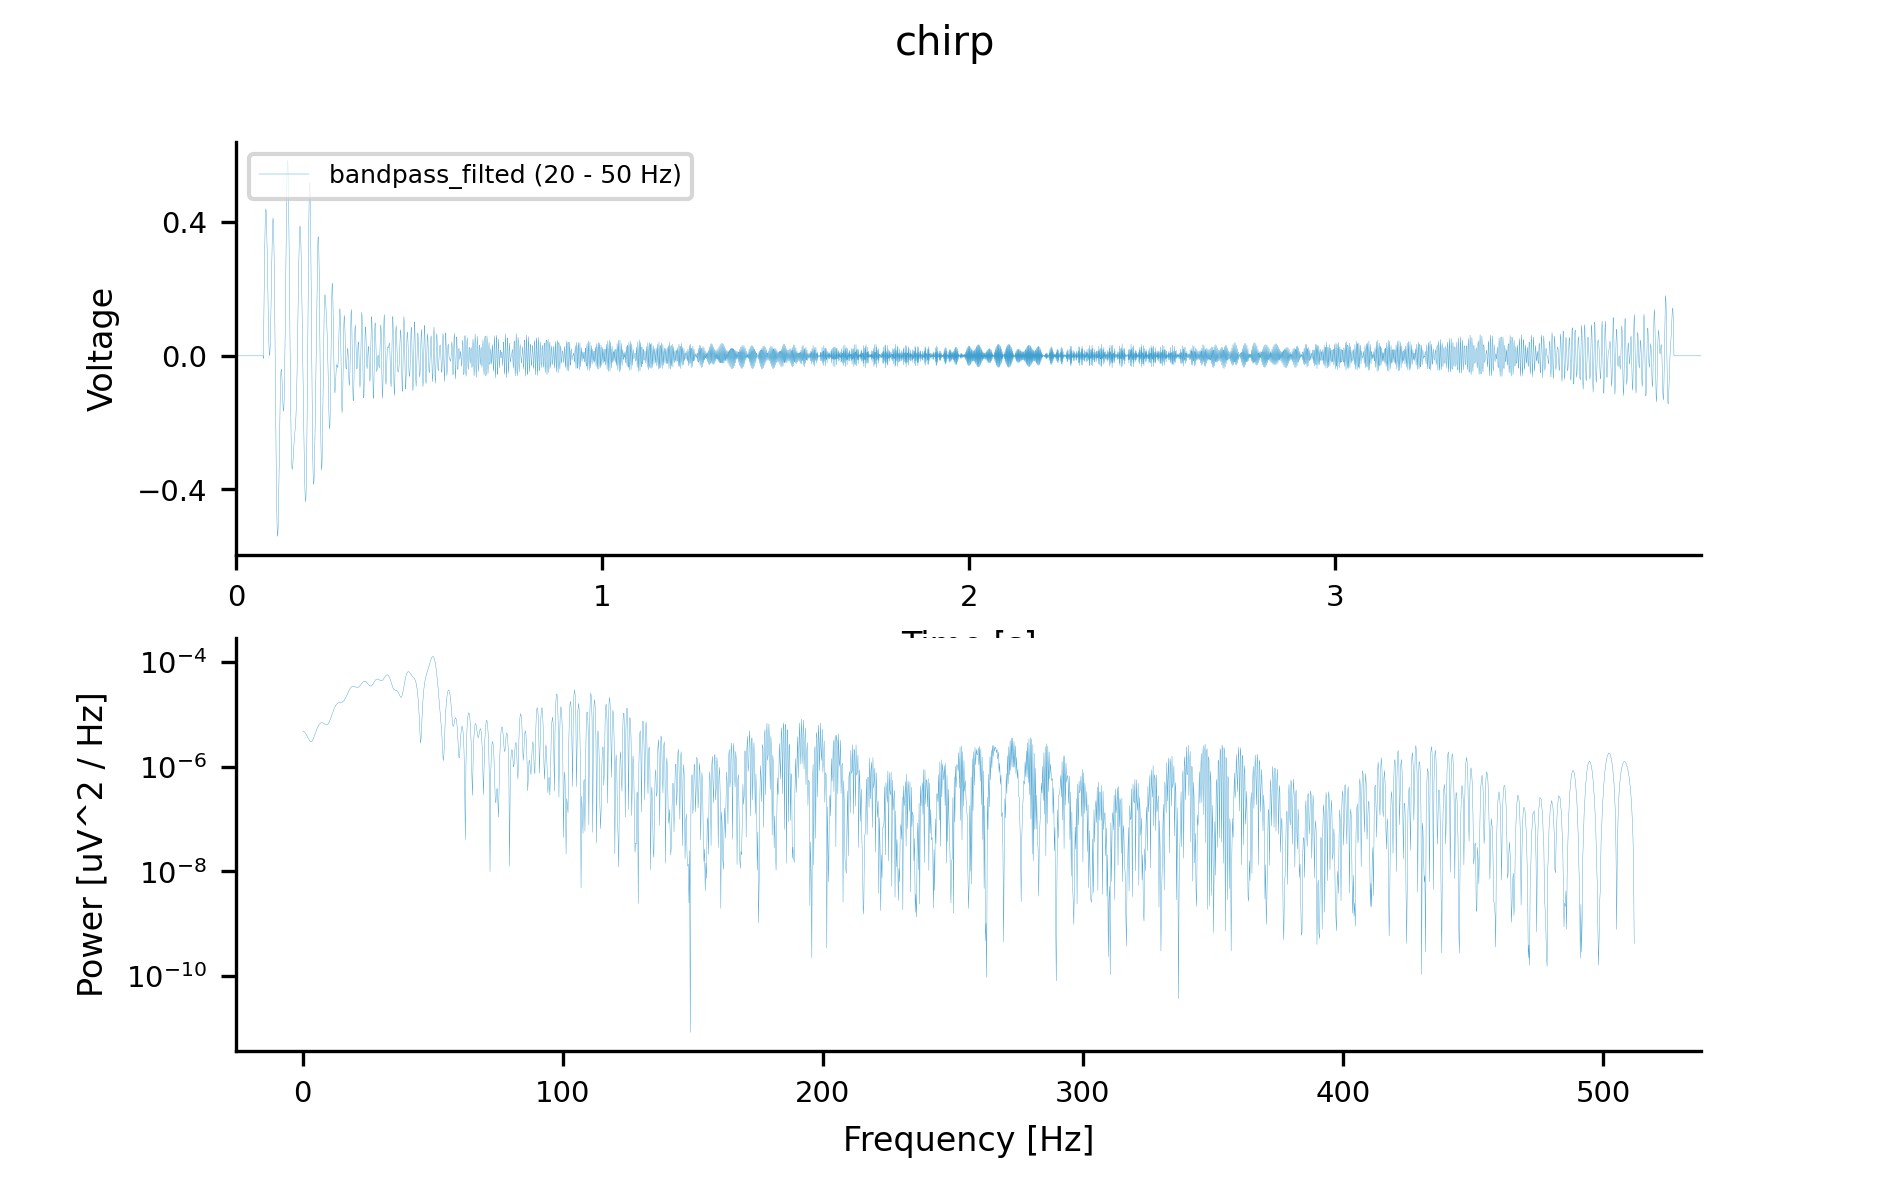 chirp
bandpass_filted (20 - 50 Hz)
0.4
0.0
−0.4
Voltage
0 1 2 3
Time [s]
10⁻⁴
10⁻⁶
10⁻⁸
10⁻¹⁰
Power [uV^2 / Hz]
0 100 200 300 400 500
Frequency [Hz]